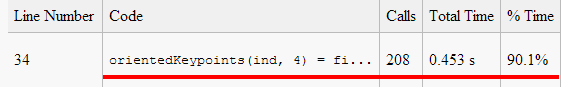 Line Number Code Calls Total Time % Time
34 orientedKeypoints(ind, 4) = fi... 208 0.453 s 90.1%